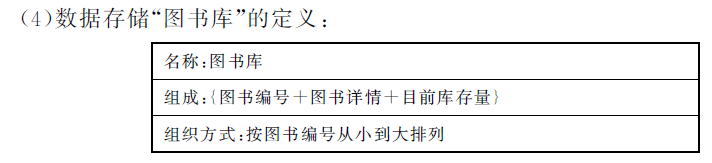 (4)数据存储“图书库”的定义：
名称:图书库
组成:{图书编号＋图书详情＋目前库存量}
组织方式:按图书编号从小到大排列